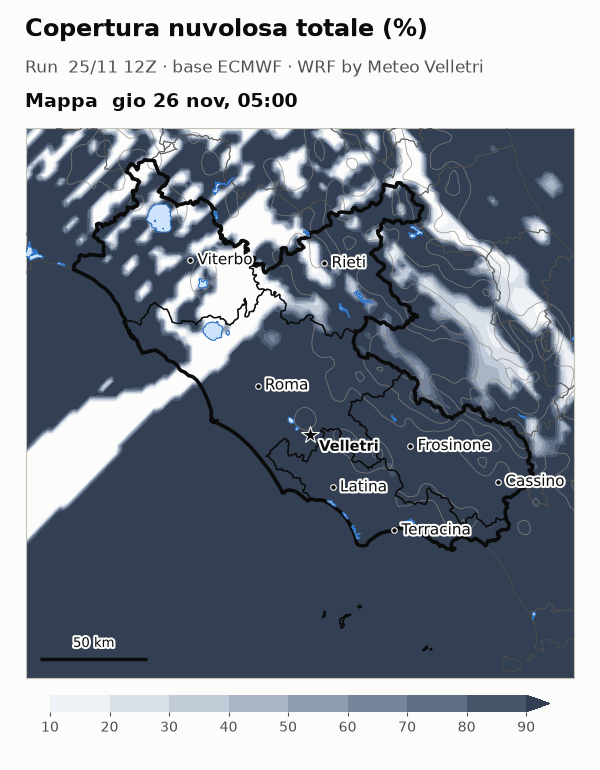 Copertura nuvolosa totale (%)
Run  25/11 12Z · base ECMWF · WRF by Meteo Velletri
Mappa  gio 26 nov, 05:00
Viterbo
Rieti
Roma
Velletri
Frosinone
Cassino
Latina
Terracina
50 km
10 20 30 40 50 60 70 80 90